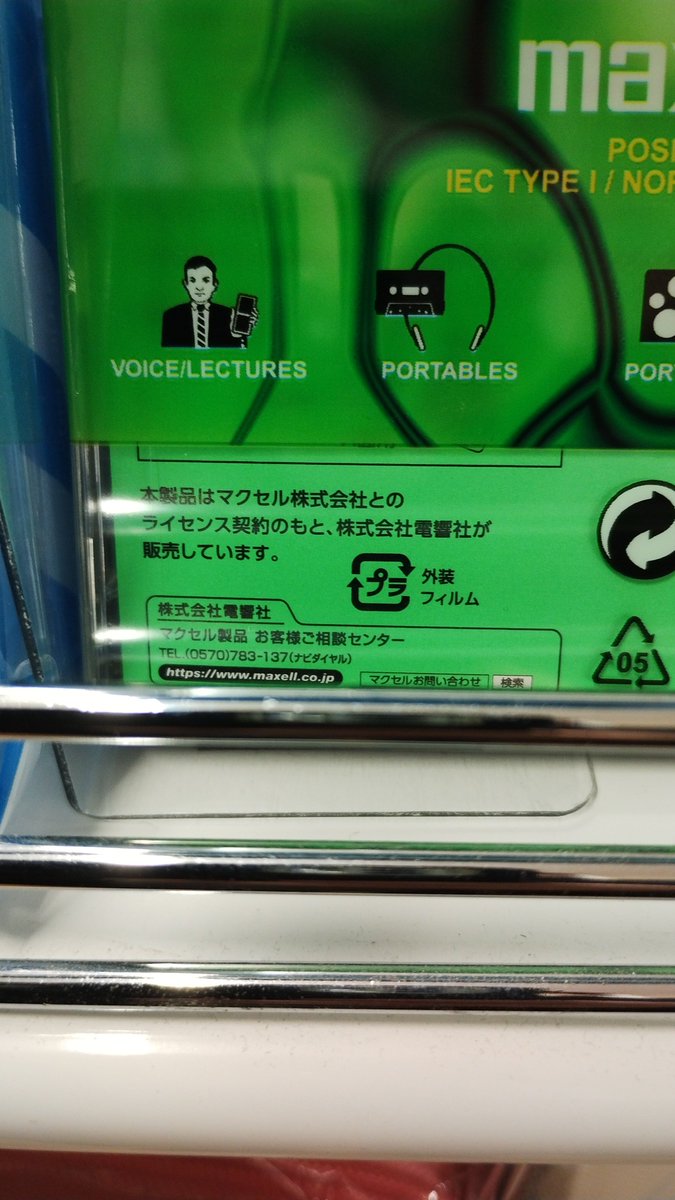 max
POSI
IEC TYPE I / NOR
VOICE/LECTURES
PORTABLES
POR
本製品はマクセル株式会社との
ライセンス契約のもと、株式会社電響社が
販売しています。
プラ
外装
フィルム
株式会社電響社
マクセル製品 お客様ご相談センター
TEL.(0570)783-137(ナビダイヤル)
https://www.maxell.co.jp
マクセルお問い合わせ 検索
05